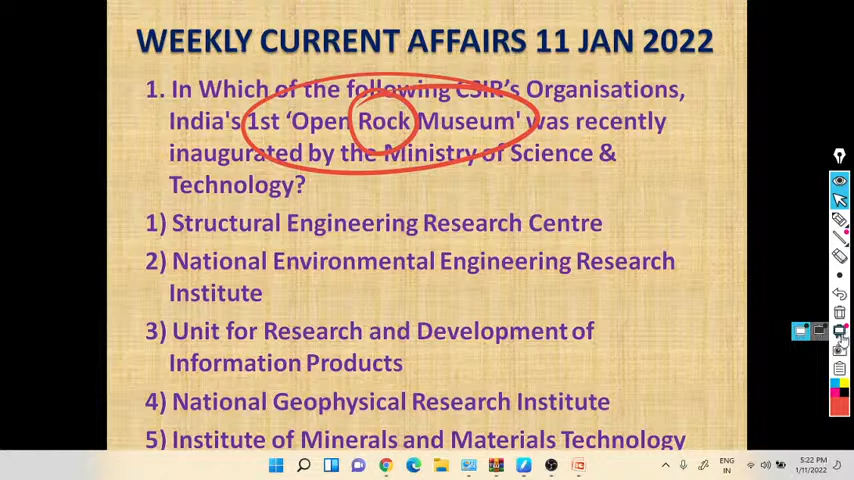 WEEKLY CURRENT AFFAIRS 11 JAN 2022
1. In Which of the following CSIR's Organisations,
India's 1st ‘Open Rock Museum' was recently
inaugurated by the Ministry of Science &
Technology?
1) Structural Engineering Research Centre
2) National Environmental Engineering Research
Institute
3) Unit for Research and Development of
Information Products
4) National Geophysical Research Institute
5) Institute of Minerals and Materials Technology
ENG
IN
5:22 PM
1/11/2022